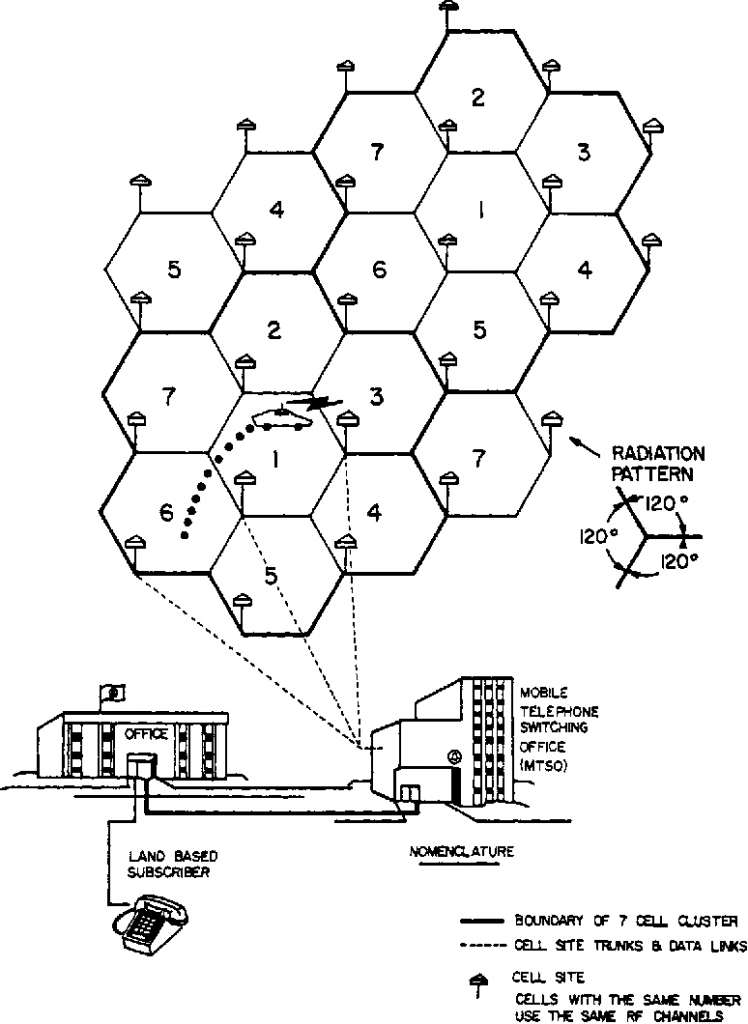 2
7
3
4
1
5
6
4
2
5
7
3
1
7
6
4
5
RADIATION
PATTERN
120°
120°
120°
OFFICE
MOBILE
TELEPHONE
SWITCHING
OFFICE
(MTSO)
LAND BASED
SUBSCRIBER
NOMENCLATURE
BOUNDARY OF 7 CELL CLUSTER
CELL SITE TRUNKS & DATA LINKS
CELL SITE
CELLS WITH THE SAME NUMBER
USE THE SAME RF CHANNELS